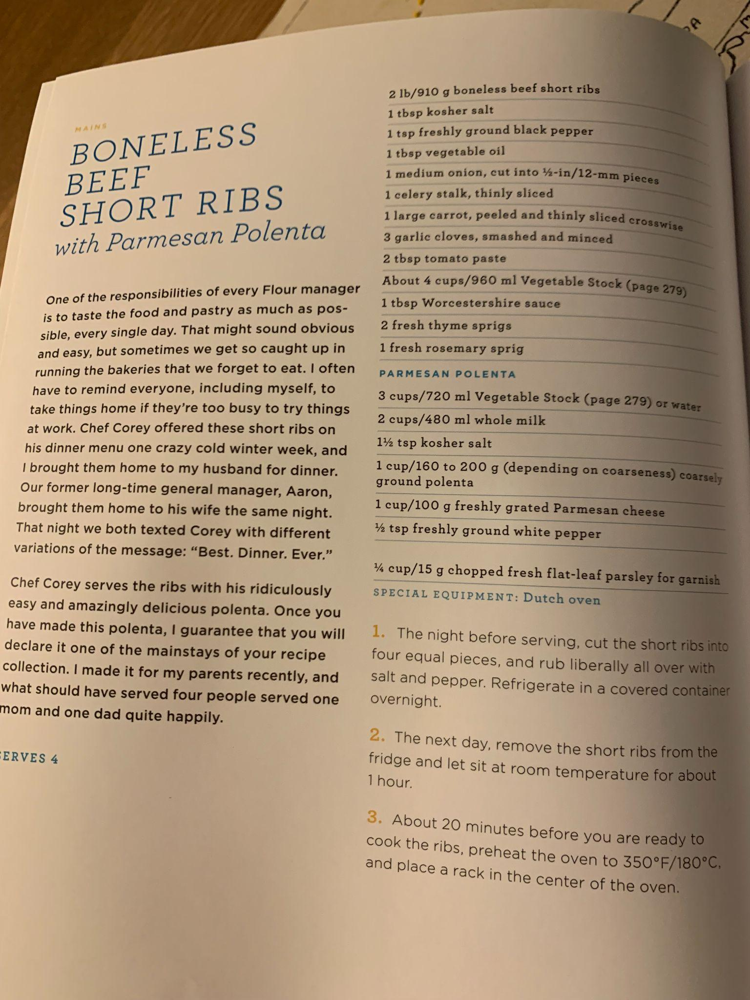 MAINS
BONELESS
BEEF
SHORT RIBS
with Parmesan Polenta
One of the responsibilities of every Flour manager
is to taste the food and pastry as much as pos-
sible, every single day. That might sound obvious
and easy, but sometimes we get so caught up in
running the bakeries that we forget to eat. I often
have to remind everyone, including myself, to
take things home if they’re too busy to try things
at work. Chef Corey offered these short ribs on
his dinner menu one crazy cold winter week, and
I brought them home to my husband for dinner.
Our former long-time general manager, Aaron,
brought them home to his wife the same night.
That night we both texted Corey with different
variations of the message: “Best. Dinner. Ever.”
Chef Corey serves the ribs with his ridiculously
easy and amazingly delicious polenta. Once you
have made this polenta, I guarantee that you will
declare it one of the mainstays of your recipe
collection. I made it for my parents recently, and
what should have served four people served one
mom and one dad quite happily.
SERVES 4
2 lb/910 g boneless beef short ribs
1 tbsp kosher salt
1 tsp freshly ground black pepper
1 tbsp vegetable oil
1 medium onion, cut into ½-in/12-mm pieces
1 celery stalk, thinly sliced
1 large carrot, peeled and thinly sliced crosswise
3 garlic cloves, smashed and minced
2 tbsp tomato paste
About 4 cups/960 ml Vegetable Stock (page 279)
1 tbsp Worcestershire sauce
2 fresh thyme sprigs
1 fresh rosemary sprig
PARMESAN POLENTA
3 cups/720 ml Vegetable Stock (page 279) or water
2 cups/480 ml whole milk
1½ tsp kosher salt
1 cup/160 to 200 g (depending on coarseness) coarsely
ground polenta
1 cup/100 g freshly grated Parmesan cheese
½ tsp freshly ground white pepper
¼ cup/15 g chopped fresh flat-leaf parsley for garnish
SPECIAL EQUIPMENT: Dutch oven
1. The night before serving, cut the short ribs into
four equal pieces, and rub liberally all over with
salt and pepper. Refrigerate in a covered container
overnight.
2. The next day, remove the short ribs from the
fridge and let sit at room temperature for about
1 hour.
3. About 20 minutes before you are ready to
cook the ribs, preheat the oven to 350°F/180°C,
and place a rack in the center of the oven.